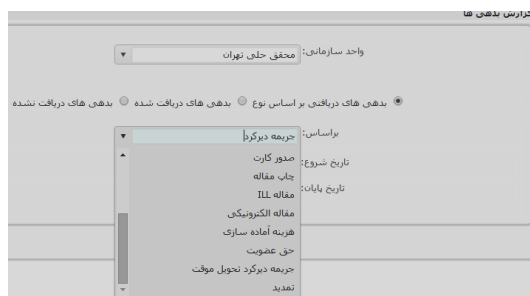 گزارش بدهی ها
واحد سازمانی: محقق حلی تهران
بدهی های دریافتی بر اساس نوع بدهی های دریافت شده بدهی های دریافت نشده
براساس: جریمه دیرکرد
تاریخ شروع: صدور کارت
چاپ مقاله
تاریخ پایان:
مقاله ILL
مقاله الکترونیکی
هزینه آماده سازی
حق عضویت
جریمه دیرکرد تحویل موقت
تمدید